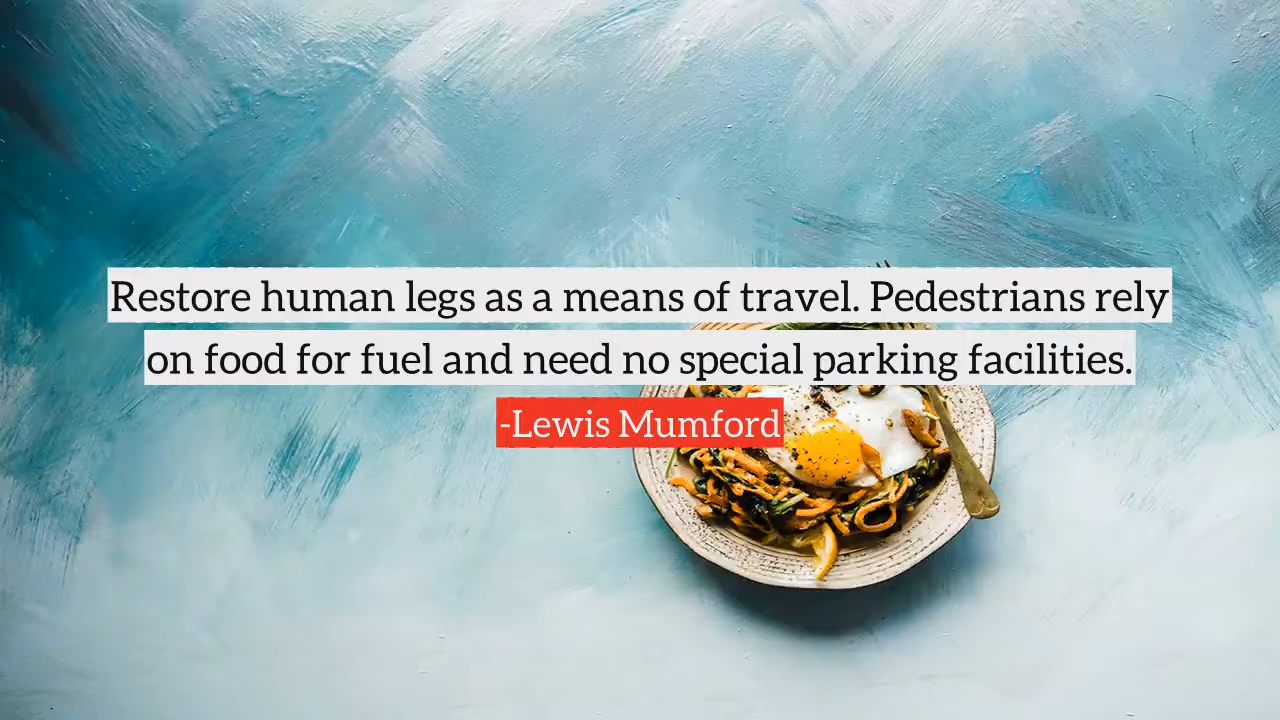 Restore human legs as a means of travel. Pedestrians rely
on food for fuel and need no special parking facilities.
-Lewis Mumford